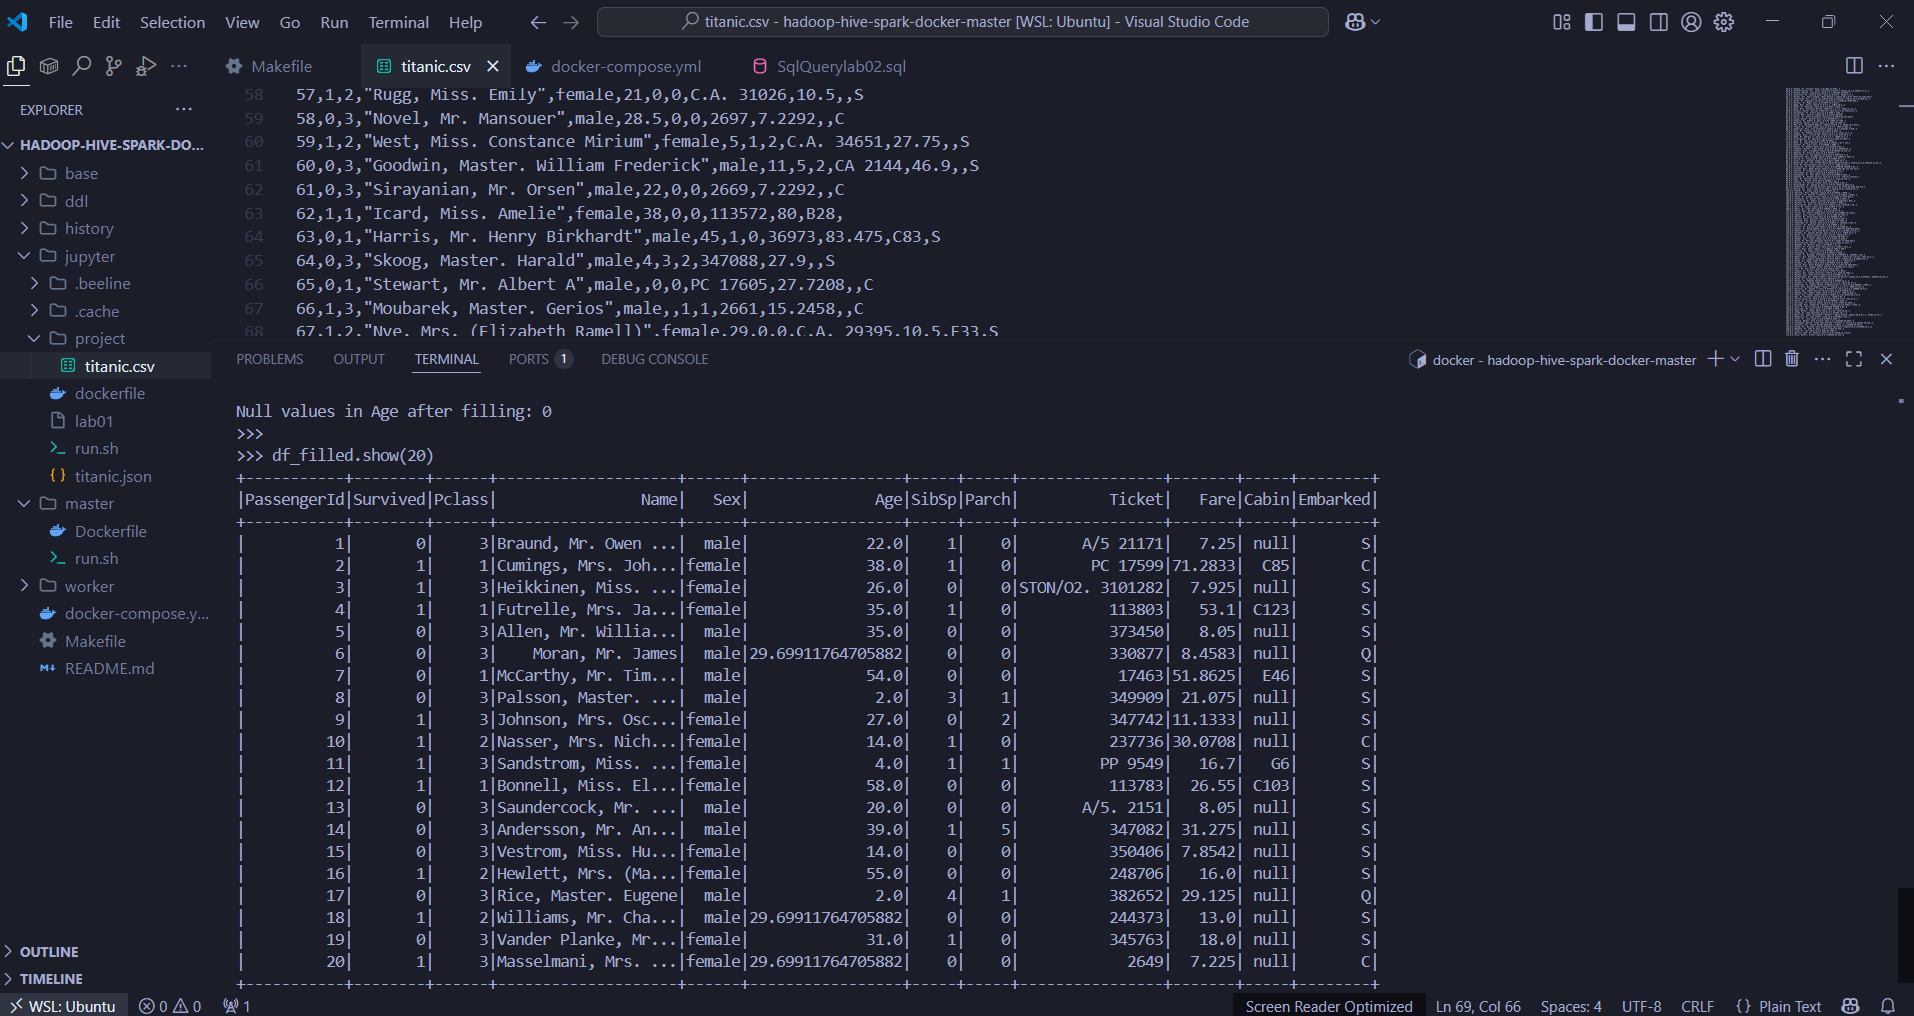 File Edit Selection View Go Run Terminal Help
titanic.csv - hadoop-hive-spark-docker-master [WSL: Ubuntu] - Visual Studio Code
Makefile
titanic.csv
docker-compose.yml
SqlQuerylab02.sql
EXPLORER
HADOOP-HIVE-SPARK-DO...
base
ddl
history
jupyter
.beeline
.cache
project
titanic.csv
dockerfile
lab01
run.sh
titanic.json
master
Dockerfile
run.sh
worker
docker-compose.y...
Makefile
README.md
OUTLINE
TIMELINE
58 57,1,2,"Rugg, Miss. Emily",female,21,0,0,C.A. 31026,10.5,,S
59 58,0,3,"Novel, Mr. Mansouer",male,28.5,0,0,2697,7.2292,,C
60 59,1,2,"West, Miss. Constance Mirium",female,5,1,2,C.A. 34651,27.75,,S
61 60,0,3,"Goodwin, Master. William Frederick",male,11,5,2,CA 2144,46.9,,S
62 61,0,3,"Sirayanian, Mr. Orsen",male,22,0,0,2669,7.2292,,C
63 62,1,1,"Icard, Miss. Amelie",female,38,0,0,113572,80,B28,
64 63,0,1,"Harris, Mr. Henry Birkhardt",male,45,1,0,36973,83.475,C83,S
65 64,0,3,"Skoog, Master. Harald",male,4,3,2,347088,27.9,,S
66 65,0,1,"Stewart, Mr. Albert A",male,,0,0,PC 17605,27.7208,,C
67 66,1,3,"Moubarek, Master. Gerios",male,,1,1,2661,15.2458,,C
68 67,1,2,"Nye, Mrs. (Elizabeth Ramell)",female,29,0,0,C.A. 29395,10.5,F33,S
PROBLEMS OUTPUT TERMINAL PORTS 1 DEBUG CONSOLE
docker - hadoop-hive-spark-docker-master
Null values in Age after filling: 0
>>>
>>> df_filled.show(20)
+-----------+--------+------+--------------------+------+-----------------+-----+-----+----------------+-------+-----+--------+
|PassengerId|Survived|Pclass|                Name|   Sex|              Age|SibSp|Parch|          Ticket|   Fare|Cabin|Embarked|
+-----------+--------+------+--------------------+------+-----------------+-----+-----+----------------+-------+-----+--------+
|          1|       0|     3|Braund, Mr. Owen ...|  male|             22.0|    1|    0|       A/5 21171|   7.25| null|       S|
|          2|       1|     1|Cumings, Mrs. Joh...|female|             38.0|    1|    0|        PC 17599|71.2833|  C85|       C|
|          3|       1|     3|Heikkinen, Miss. ...|female|             26.0|    0|    0|STON/O2. 3101282|  7.925| null|       S|
|          4|       1|     1|Futrelle, Mrs. Ja...|female|             35.0|    1|    0|          113803|   53.1| C123|       S|
|          5|       0|     3|Allen, Mr. Willia...|  male|             35.0|    0|    0|          373450|   8.05| null|       S|
|          6|       0|     3|    Moran, Mr. James|  male|29.69911764705882|    0|    0|          330877| 8.4583| null|       Q|
|          7|       0|     1|McCarthy, Mr. Tim...|  male|             54.0|    0|    0|           17463|51.8625|  E46|       S|
|          8|       0|     3|Palsson, Master. ...|  male|              2.0|    3|    1|          349909| 21.075| null|       S|
|          9|       1|     3|Johnson, Mrs. Osc...|female|             27.0|    0|    2|          347742|11.1333| null|       S|
|         10|       1|     2|Nasser, Mrs. Nich...|female|             14.0|    1|    0|          237736|30.0708| null|       C|
|         11|       1|     3|Sandstrom, Miss. ...|female|              4.0|    1|    1|         PP 9549|   16.7|   G6|       S|
|         12|       1|     1|Bonnell, Miss. El...|female|             58.0|    0|    0|          113783|  26.55| C103|       S|
|         13|       0|     3|Saundercock, Mr. ...|  male|             20.0|    0|    0|       A/5. 2151|   8.05| null|       S|
|         14|       0|     3|Andersson, Mr. An...|  male|             39.0|    1|    5|          347082| 31.275| null|       S|
|         15|       0|     3|Vestrom, Miss. Hu...|female|             14.0|    0|    0|          350406| 7.8542| null|       S|
|         16|       1|     2|Hewlett, Mrs. (Ma...|female|             55.0|    0|    0|          248706|   16.0| null|       S|
|         17|       0|     3|Rice, Master. Eugene|  male|              2.0|    4|    1|          382652| 29.125| null|       Q|
|         18|       1|     2|Williams, Mr. Cha...|  male|29.69911764705882|    0|    0|          244373|   13.0| null|       S|
|         19|       0|     3|Vander Planke, Mr...|female|             31.0|    1|    0|          345763|   18.0| null|       S|
|         20|       1|     3|Masselmani, Mrs. ...|female|29.69911764705882|    0|    0|            2649|  7.225| null|       C|
+-----------+--------+------+--------------------+------+-----------------+-----+-----+----------------+-------+-----+--------+
WSL: Ubuntu 0 0 1 Screen Reader Optimized Ln 69, Col 66 Spaces: 4 UTF-8 CRLF {} Plain Text